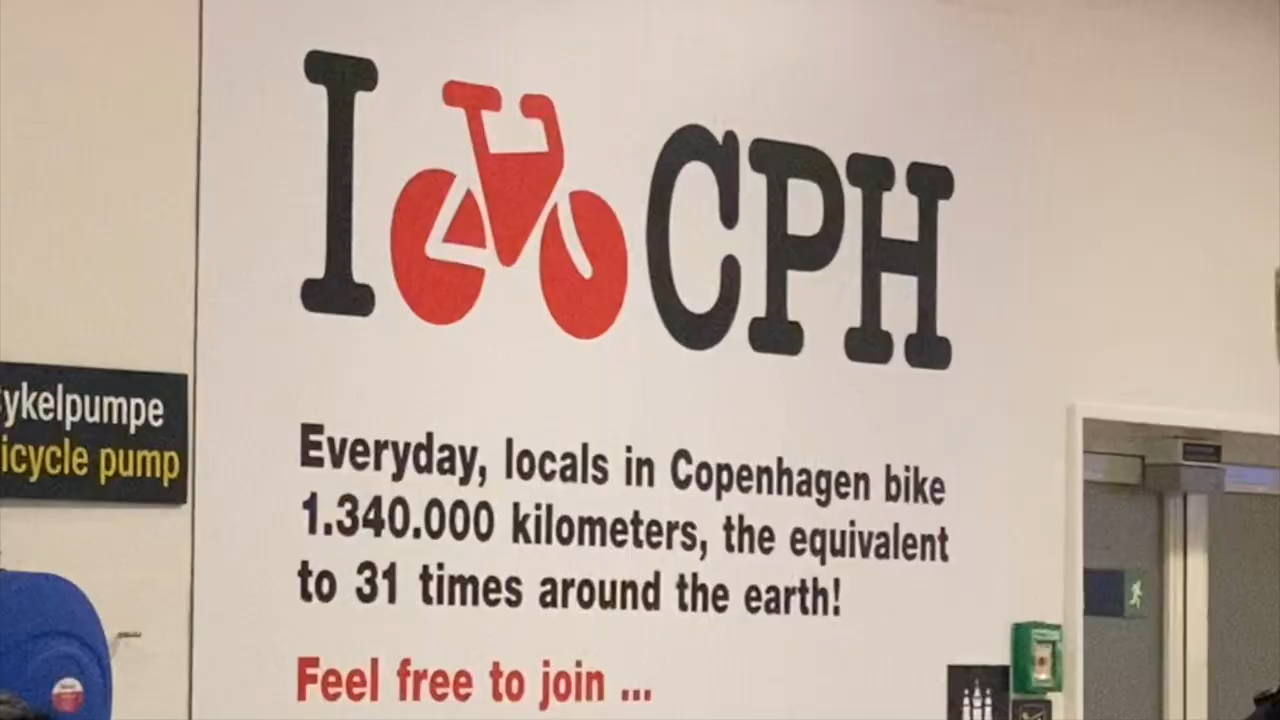 I CPH
ykelpumpe
icycle pump
Everyday, locals in Copenhagen bike
1.340.000 kilometers, the equivalent
to 31 times around the earth!
Feel free to join ...